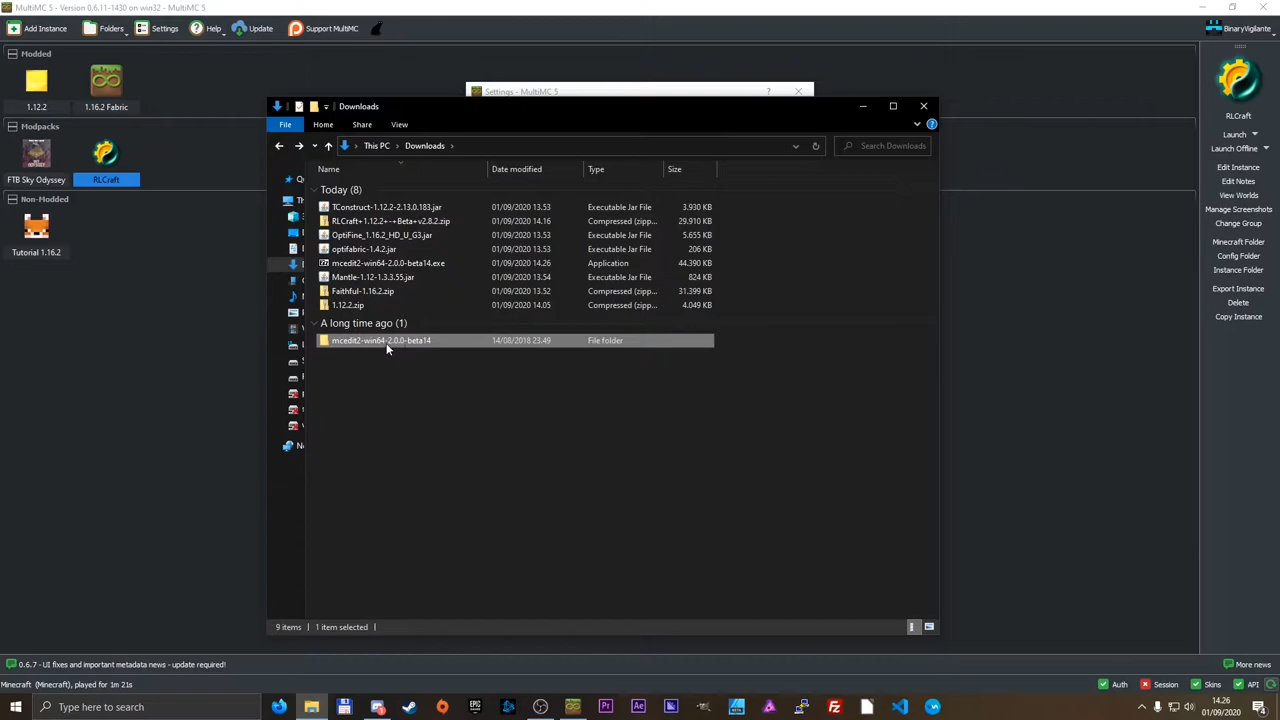 MultiMC 5 - Version 0.6.11-1430 on win32 - MultiMC 5
Add Instance Folders Settings Help Update Support MultiMC BinaryVigilante
Modded
1.12.2 1.16.2 Fabric
Modpacks
FTB Sky Odyssey RLCraft
Non-Modded
Tutorial 1.16.2
Settings - MultiMC 5 ?
Downloads
File Home Share View
This PC Downloads Search Downloads
Name Date modified Type Size
Today (8)
TConstruct-1.12.2-2.13.0.183.jar 01/09/2020 13.53 Executable Jar File 3.930 KB
RLCraft+1.12.2+-+Beta+v2.8.2.zip 01/09/2020 14.16 Compressed (zipp... 29.910 KB
OptiFine_1.16.2_HD_U_G3.jar 01/09/2020 13.53 Executable Jar File 5.655 KB
optifabric-1.4.2.jar 01/09/2020 13.53 Executable Jar File 206 KB
mcedit2-win64-2.0.0-beta14.exe 01/09/2020 14.26 Application 44.390 KB
Mantle-1.12-1.3.3.55.jar 01/09/2020 13.54 Executable Jar File 824 KB
Faithful-1.16.2.zip 01/09/2020 13.52 Compressed (zipp... 31.399 KB
1.12.2.zip 01/09/2020 14.05 Compressed (zipp... 4.049 KB
A long time ago (1)
mcedit2-win64-2.0.0-beta14 14/08/2018 23.49 File folder
9 items 1 item selected
RLCraft
Launch
Launch Offline
Edit Instance
Edit Notes
View Worlds
Manage Screenshots
Change Group
Minecraft Folder
Config Folder
Instance Folder
Export Instance
Delete
Copy Instance
0.6.7 - UI fixes and important metadata news - update required! More news
Minecraft (Minecraft), played for 1m 21s Auth Session Skins API
Type here to search
14.26
01/09/2020
4